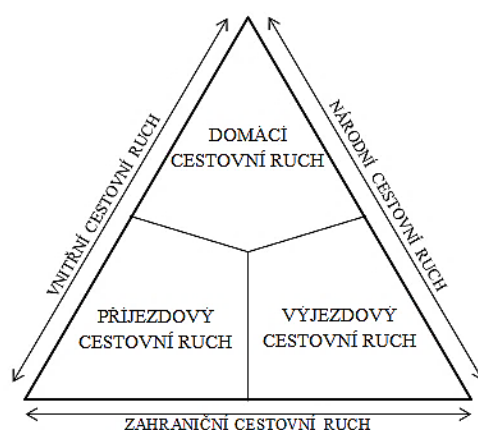 DOMÁCÍ
CESTOVNÍ RUCH
VNITŘNÍ CESTOVNÍ RUCH
NÁRODNÍ CESTOVNÍ RUCH
PŘÍJEZDOVÝ
CESTOVNÍ RUCH
VÝJEZDOVÝ
CESTOVNÍ RUCH
ZAHRANIČNÍ CESTOVNÍ RUCH